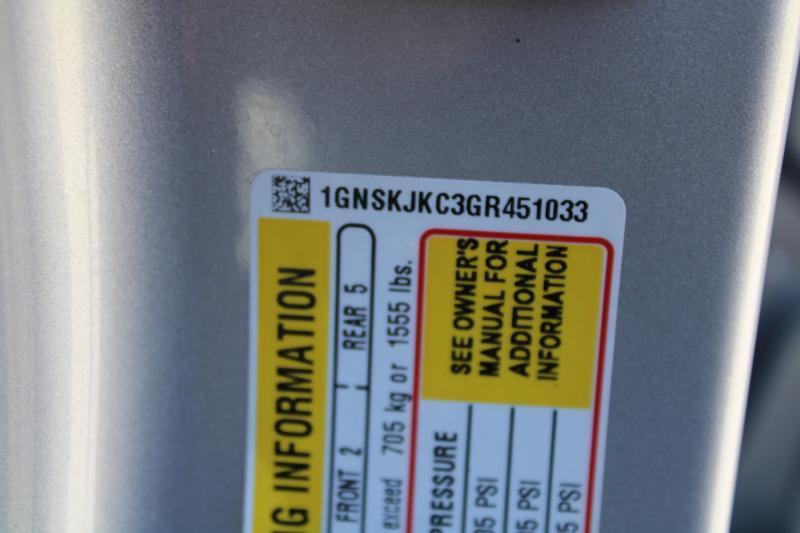 1GNSKJKC3GR451033
INFORMATION
FRONT 2
REAR 5
exceed 705 kg or 1555 lbs.
SEE OWNER'S
MANUAL FOR
ADDITIONAL
INFORMATION
PRESSURE
PSI
PSI
PSI